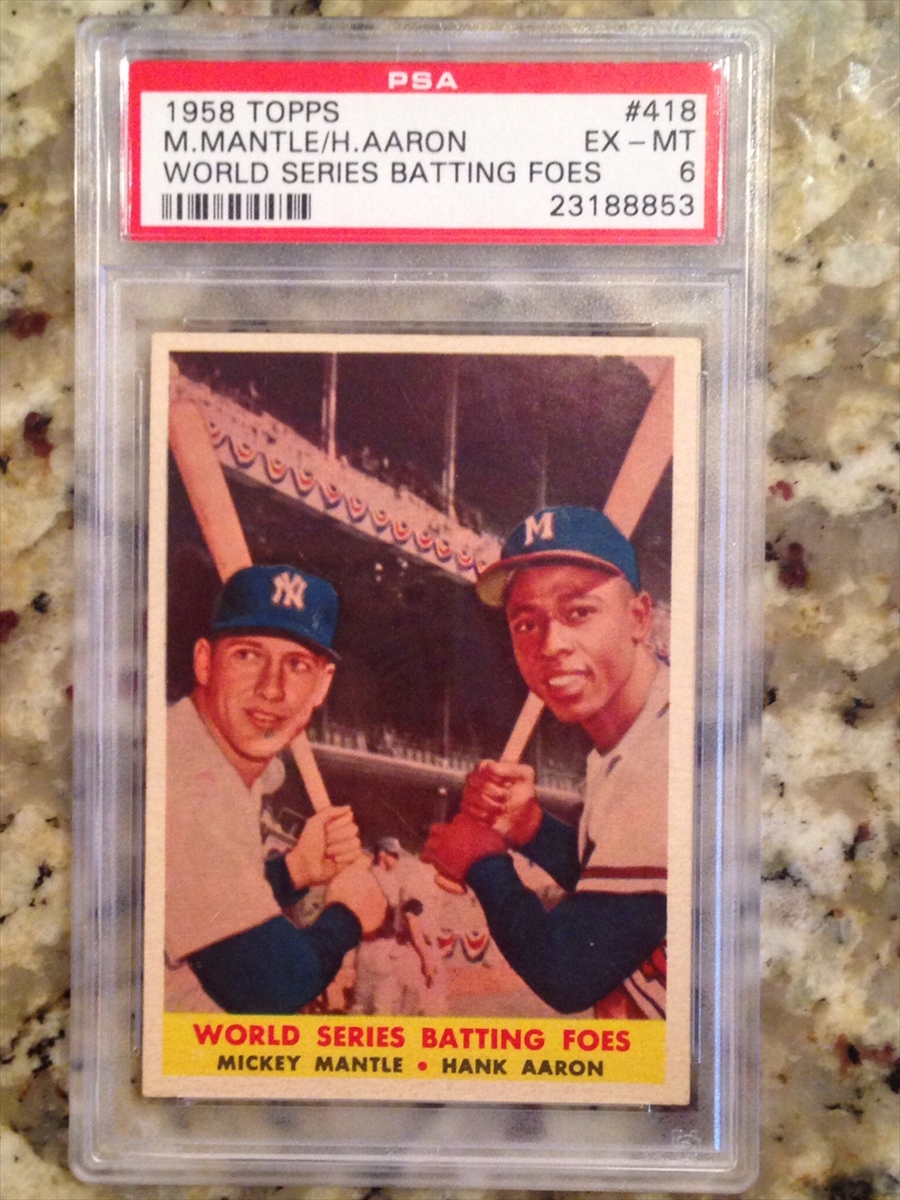 PSA
1958 TOPPS #418
M.MANTLE/H.AARON EX – MT
WORLD SERIES BATTING FOES 6
23188853
NY
M
WORLD SERIES BATTING FOES
MICKEY MANTLE • HANK AARON